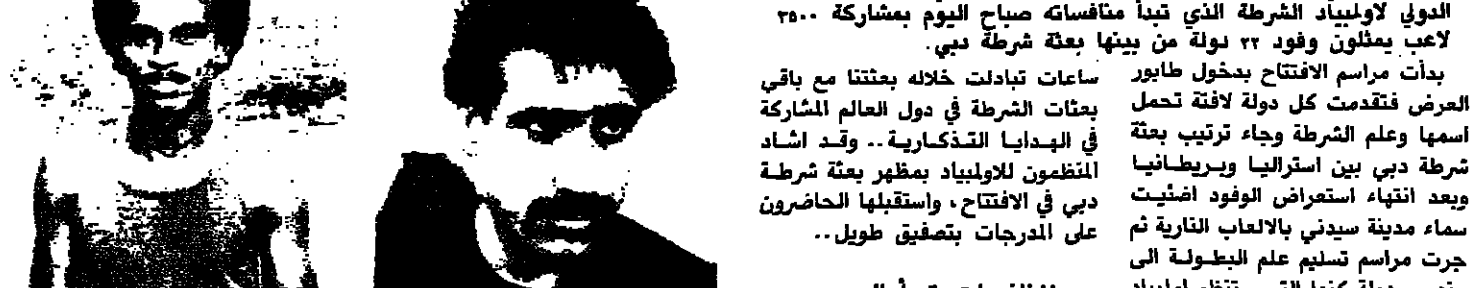 الدولي لاولمبياد الشرطة الذي تبدأ منافساته صباح اليوم بمشاركة ٣٥٠٠
لاعب يمثلون وفود ٢٢ دولة من بينها بعثة شرطة دبي.
بدأت مراسم الافتتاح بدخول طابور
العرض فتقدمت كل دولة لافتة تحمل
اسمها وعلم الشرطة وجاء ترتيب بعثة
شرطة دبي بين استراليا وبريطانيا
وبعد انتهاء استعراض الوفود اضئيت
سماء مدينة سيدني بالالعاب النارية ثم
جرت مراسم تسليم علم البطولة الى
ساعات تبادلت خلاله بعثتنا مع باقي
بعثات الشرطة في دول العالم المشاركة
في الهدايا التذكارية.. وقد اشاد
المنظمون للاولمبياد بمظهر بعثة شرطة
دبي في الافتتاح، واستقبلها الحاضرون
على المدرجات بتصفيق طويل..